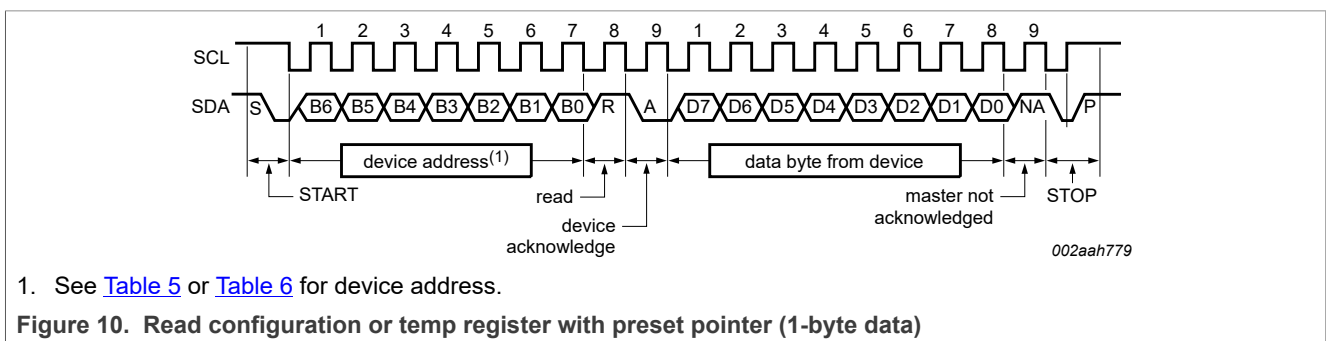 1 2 3 4 5 6 7 8 9 1 2 3 4 5 6 7 8 9
SCL
SDA S B6 B5 B4 B3 B2 B1 B0 R A D7 D6 D5 D4 D3 D2 D1 D0 NA P
device address(1) data byte from device
START read master not STOP
device acknowledged
acknowledge
002aah779
1. See Table 5 or Table 6 for device address.
Figure 10. Read configuration or temp register with preset pointer (1-byte data)